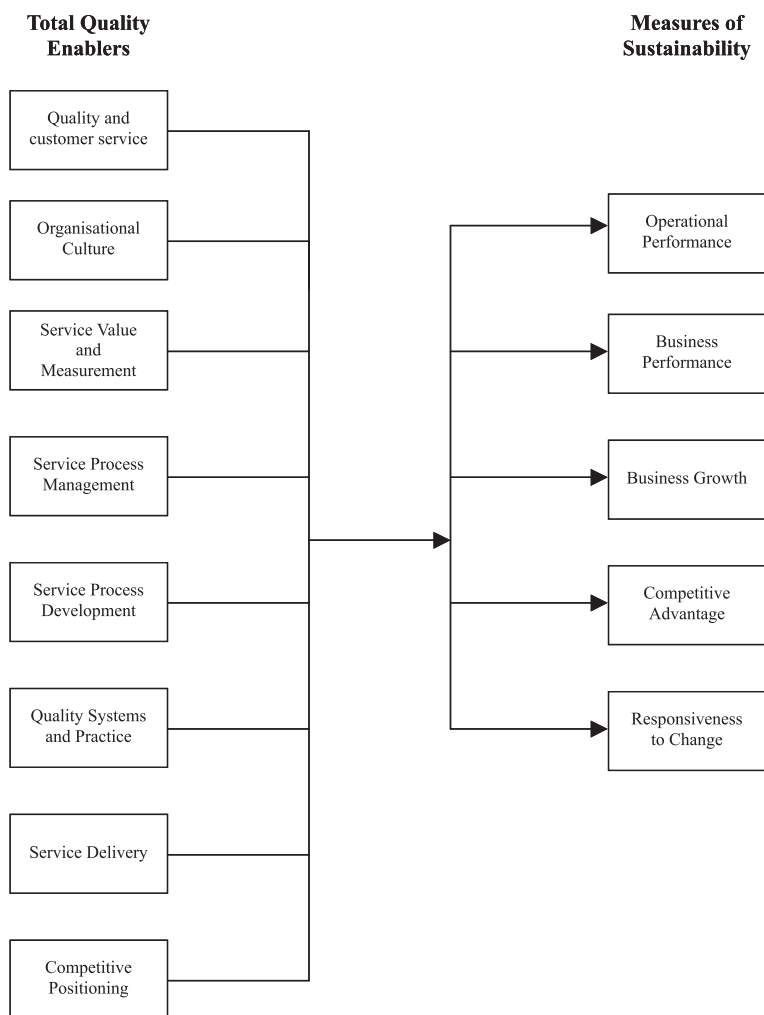 Total Quality
Enablers
Measures of
Sustainability
Quality and
customer service
Organisational
Culture
Service Value
and
Measurement
Service Process
Management
Service Process
Development
Quality Systems
and Practice
Service Delivery
Competitive
Positioning
Operational
Performance
Business
Performance
Business Growth
Competitive
Advantage
Responsiveness
to Change